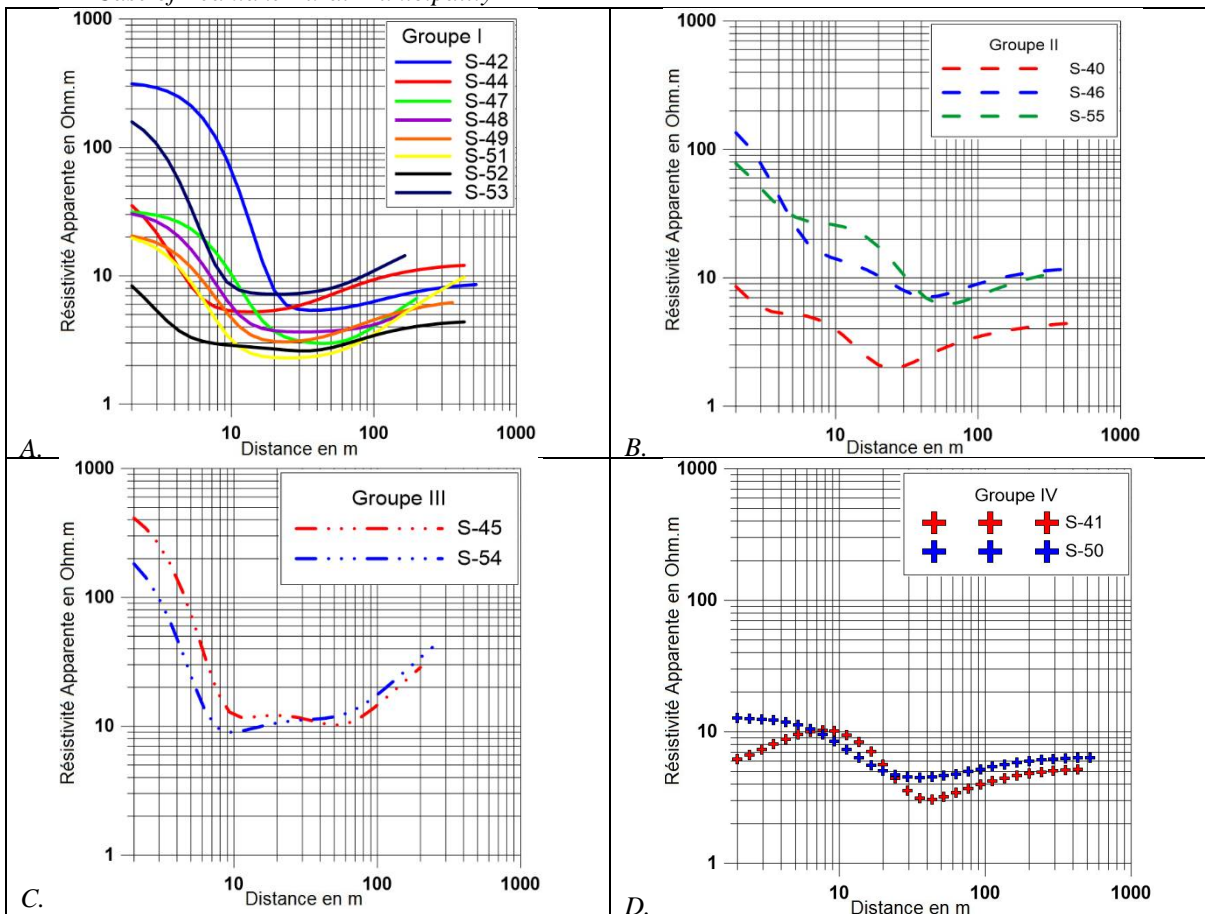 1000
100
10
1
Résistivité Apparente en Ohm.m
Groupe I
S-42
S-44
S-47
S-48
S-49
S-51
S-52
S-53
10
100
1000
Distance en m
A.
1000
100
10
1
Résistivité Apparente en Ohm.m
Groupe II
S-40
S-46
S-55
10
100
1000
Distance en m
B.
1000
100
10
1
Résistivité Apparente en Ohm.m
Groupe III
S-45
S-54
10
100
1000
Distance en m
C.
1000
100
10
1
Résistivité Apparente en Ohm.m
Groupe IV
S-41
S-50
10
100
1000
Distance en m
D.